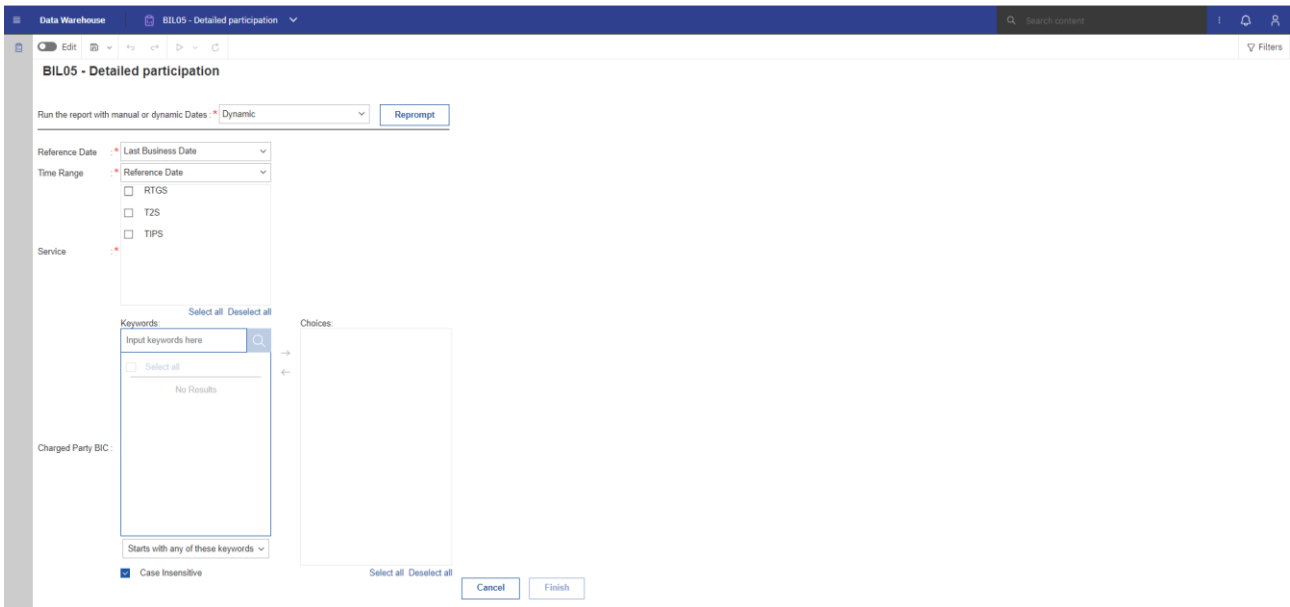 Data Warehouse BIL05 - Detailed participation Search content
Edit Filters
BIL05 - Detailed participation
Run the report with manual or dynamic Dates : * Dynamic Reprompt
Reference Date : * Last Business Date
Time Range : * Reference Date
RTGS
T2S
TIPS
Service : *
Select all Deselect all
Keywords: Choices:
Input keywords here
Select all
No Results
Charged Party BIC :
Starts with any of these keywords
Case Insensitive Select all Deselect all
Cancel Finish